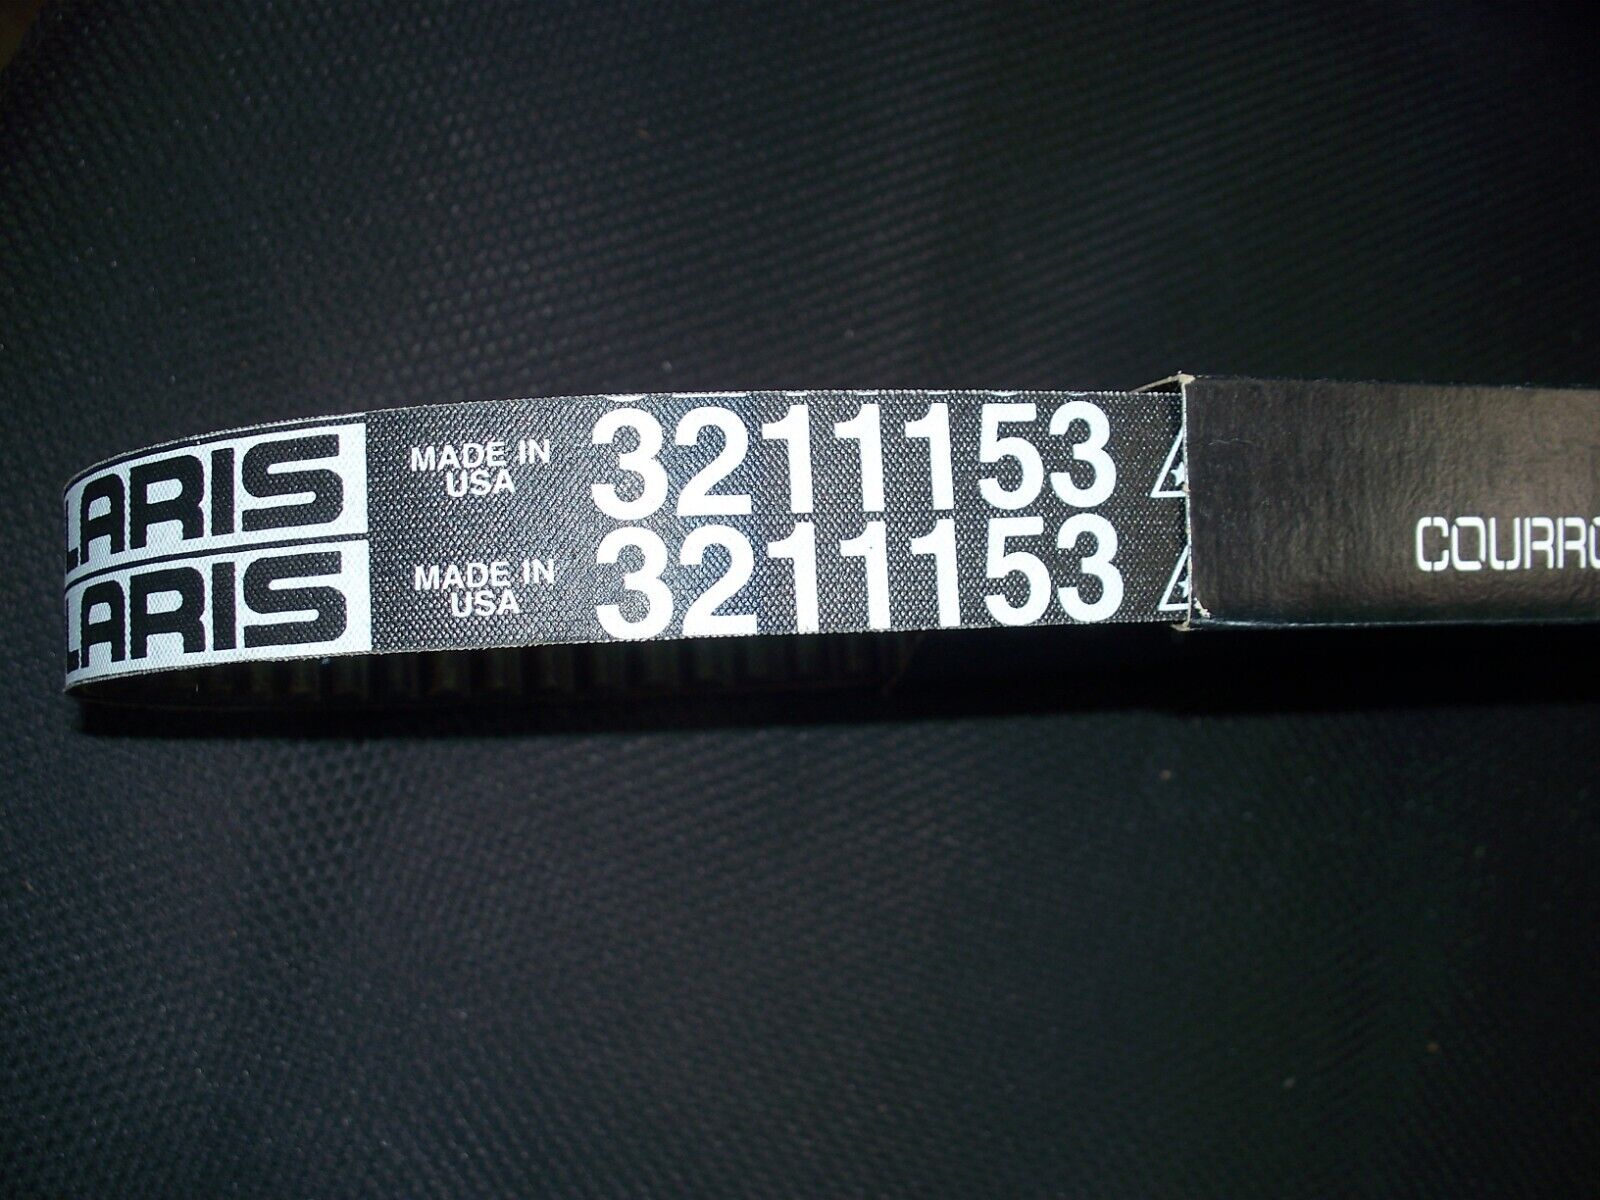 LARIS MADE IN USA 3211153
LARIS MADE IN USA 3211153
COURRO